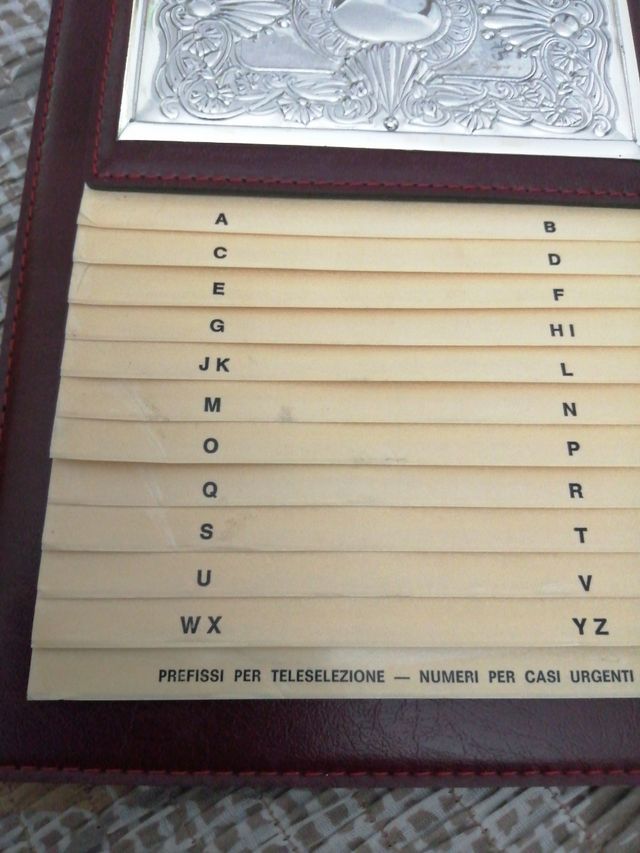 A B
C D
E F
G HI
JK L
M N
O P
Q R
S T
U V
WX YZ
PREFISSI PER TELESELEZIONE — NUMERI PER CASI URGENTI